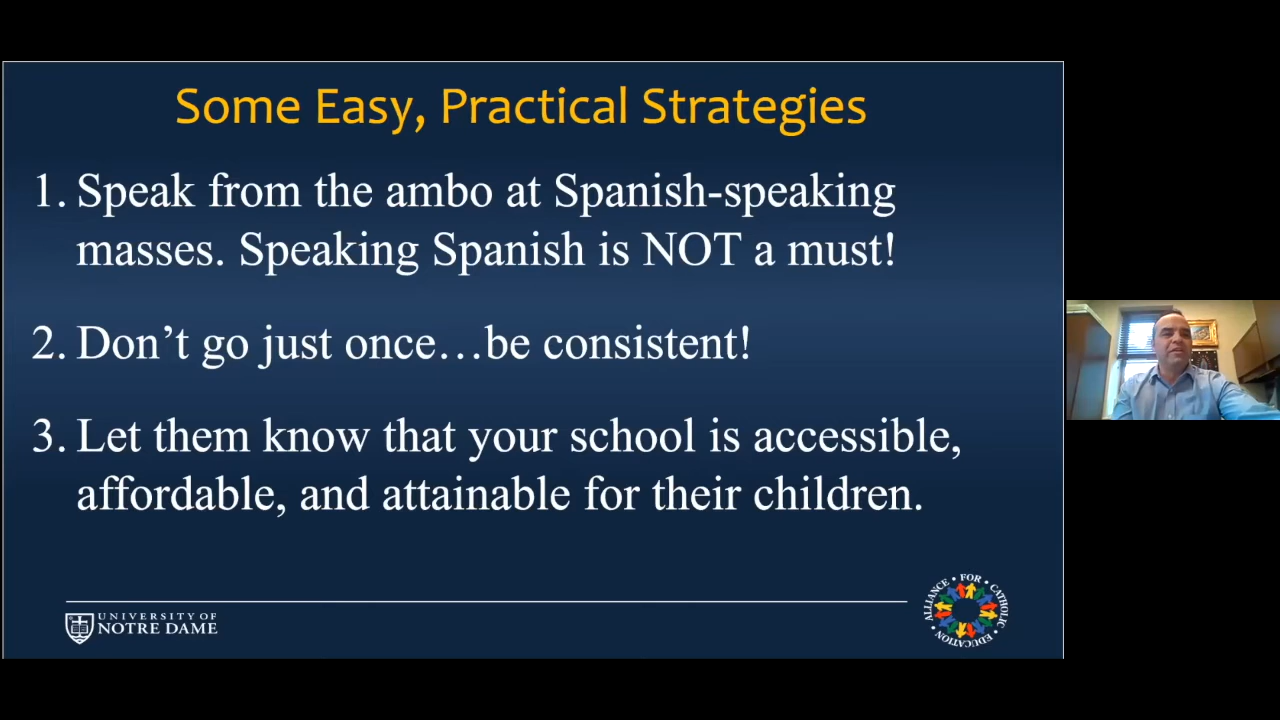 Some Easy, Practical Strategies
1. Speak from the ambo at Spanish-speaking
masses. Speaking Spanish is NOT a must!
2. Don’t go just once…be consistent!
3. Let them know that your school is accessible,
affordable, and attainable for their children.
UNIVERSITY OF
NOTRE DAME
ALLIANCE • FOR • CATHOLIC • EDUCATION •